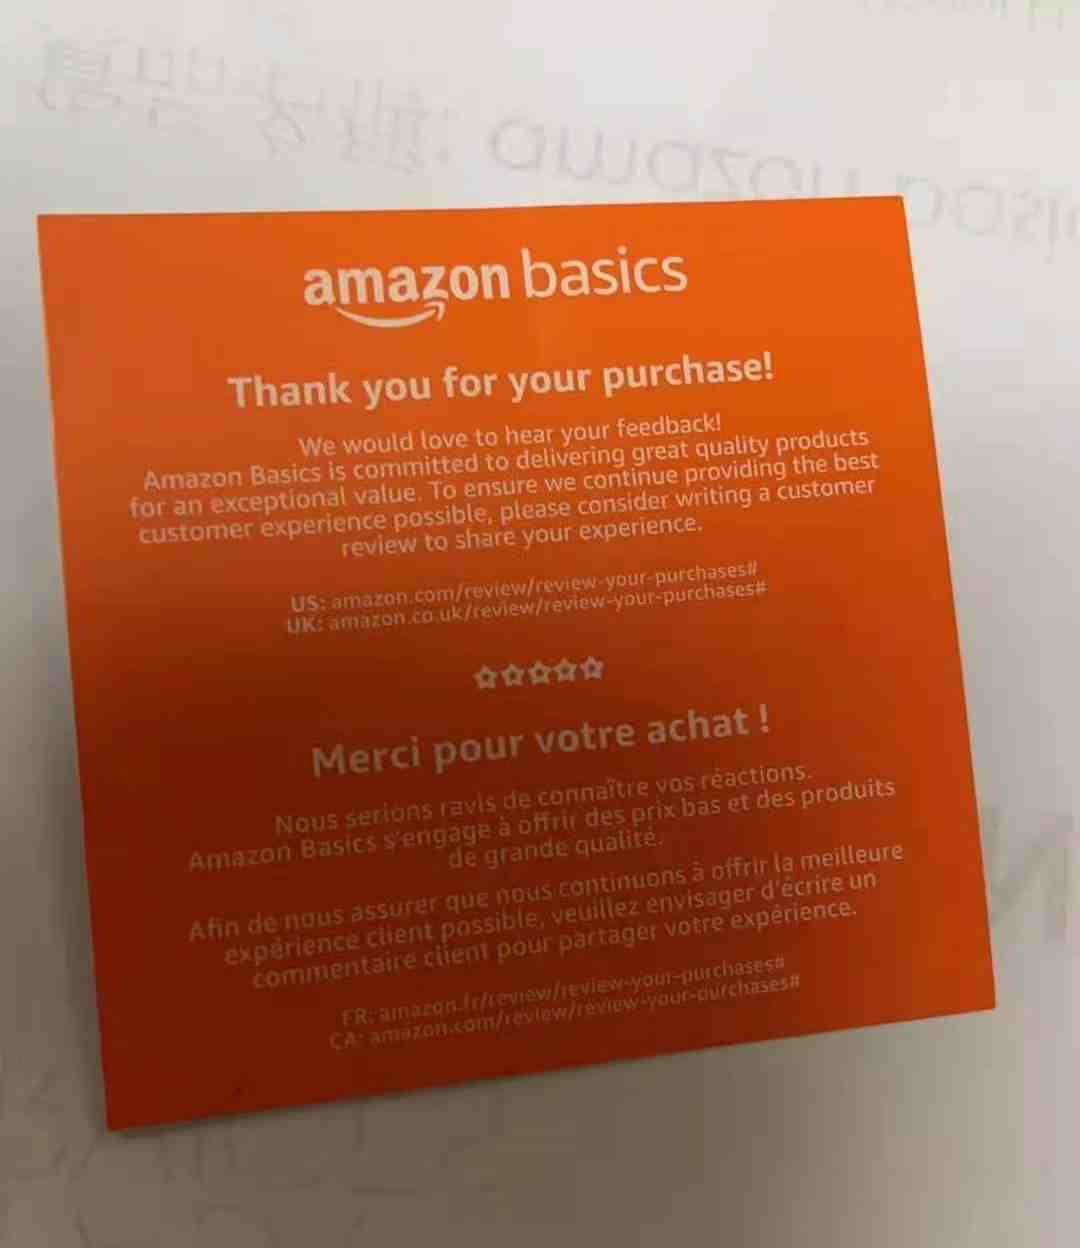 amazon basics
Thank you for your purchase!
We would love to hear your feedback!
Amazon Basics is committed to delivering great quality products
for an exceptional value. To ensure we continue providing the best
customer experience possible, please consider writing a customer
review to share your experience.
US: amazon.com/review/review-your-purchases#
UK: amazon.co.uk/review/review-your-purchases#
Merci pour votre achat !
Nous serions ravis de connaître vos réactions.
Amazon Basics s'engage à offrir des prix bas et des produits
de grande qualité.
Afin de nous assurer que nous continuons à offrir la meilleure
expérience client possible, veuillez envisager d'écrire un
commentaire client pour partager votre expérience.
FR: amazon.fr/review/review-your-purchases#
CA: amazon.com/review/review-your-purchases#